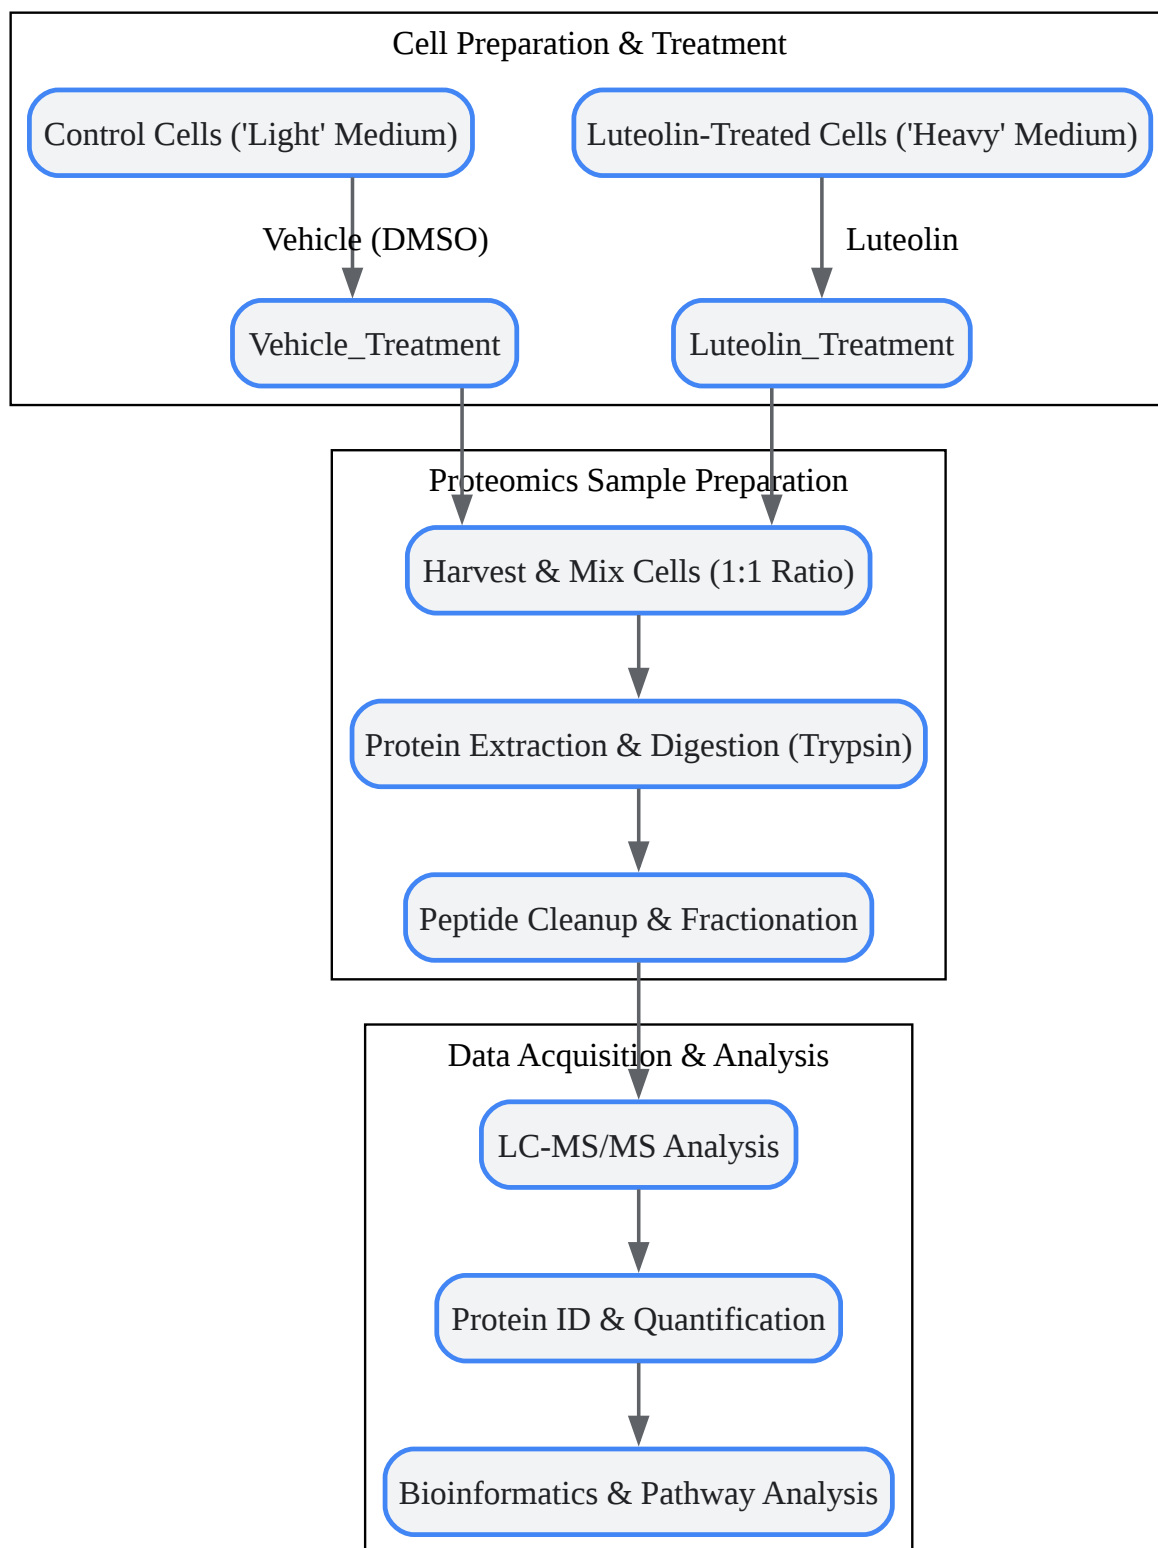 Cell Preparation & Treatment
Control Cells ('Light' Medium)
Luteolin-Treated Cells ('Heavy' Medium)
Vehicle (DMSO)
Luteolin
Vehicle_Treatment
Luteolin_Treatment
Proteomics Sample Preparation
Harvest & Mix Cells (1:1 Ratio)
Protein Extraction & Digestion (Trypsin)
Peptide Cleanup & Fractionation
Data Acquisition & Analysis
LC-MS/MS Analysis
Protein ID & Quantification
Bioinformatics & Pathway Analysis